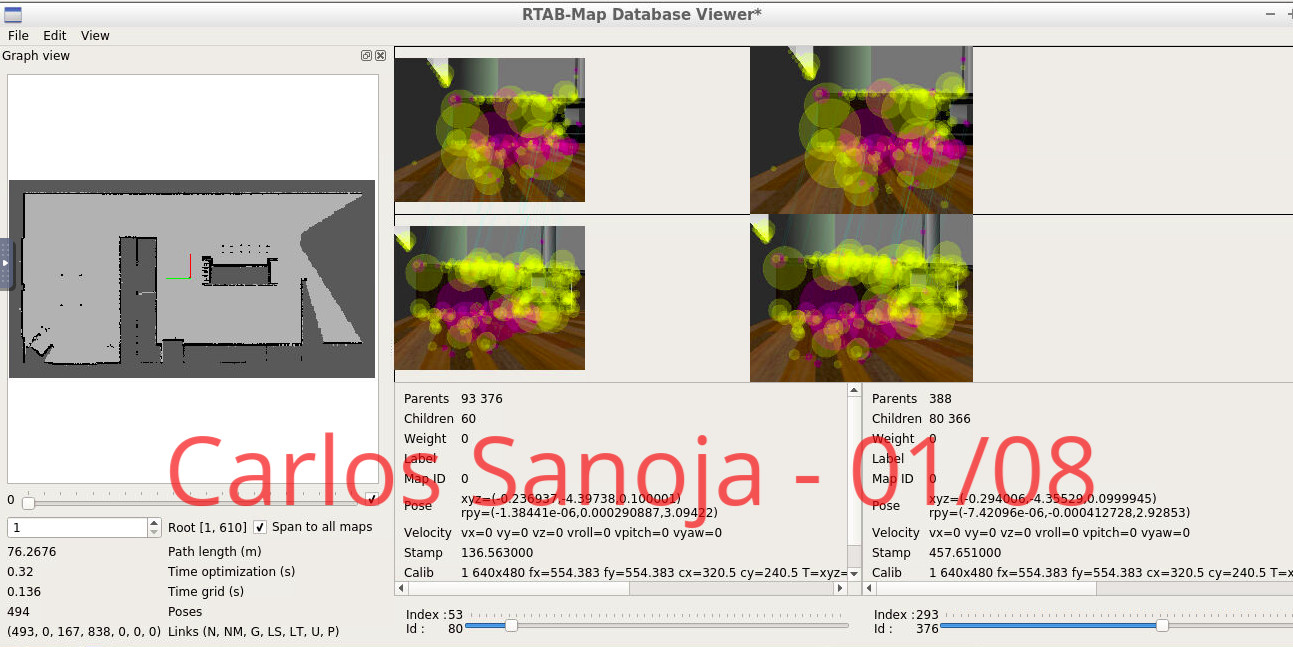 RTAB-Map Database Viewer*
File Edit View
Graph view
0
1
Root [1, 610] Span to all maps
76.2676 Path length (m)
0.32 Time optimization (s)
0.136 Time grid (s)
494 Poses
(493, 0, 167, 838, 0, 0, 0) Links (N, NM, G, LS, LT, U, P)
Parents 93 376
Children 60
Weight 0
Label
Map ID 0
Pose xyz=(-0.236937,-4.39738,0.100001)
rpy=(-1.38441e-06,0.000290887,3.09422)
Velocity vx=0 vy=0 vz=0 vroll=0 vpitch=0 vyaw=0
Stamp 136.563000
Calib 1 640x480 fx=554.383 fy=554.383 cx=320.5 cy=240.5 T=xyz=
Index : 53
Id : 80
Parents 388
Children 80 366
Weight 0
Label
Map ID 0
Pose xyz=(-0.294006,-4.35529,0.0999945)
rpy=(-7.42096e-06,-0.000412728,2.92853)
Velocity vx=0 vy=0 vz=0 vroll=0 vpitch=0 vyaw=0
Stamp 457.651000
Calib 1 640x480 fx=554.383 fy=554.383 cx=320.5 cy=240.5 T=x
Index : 293
Id : 376
Carlos Sanoja - 01/08